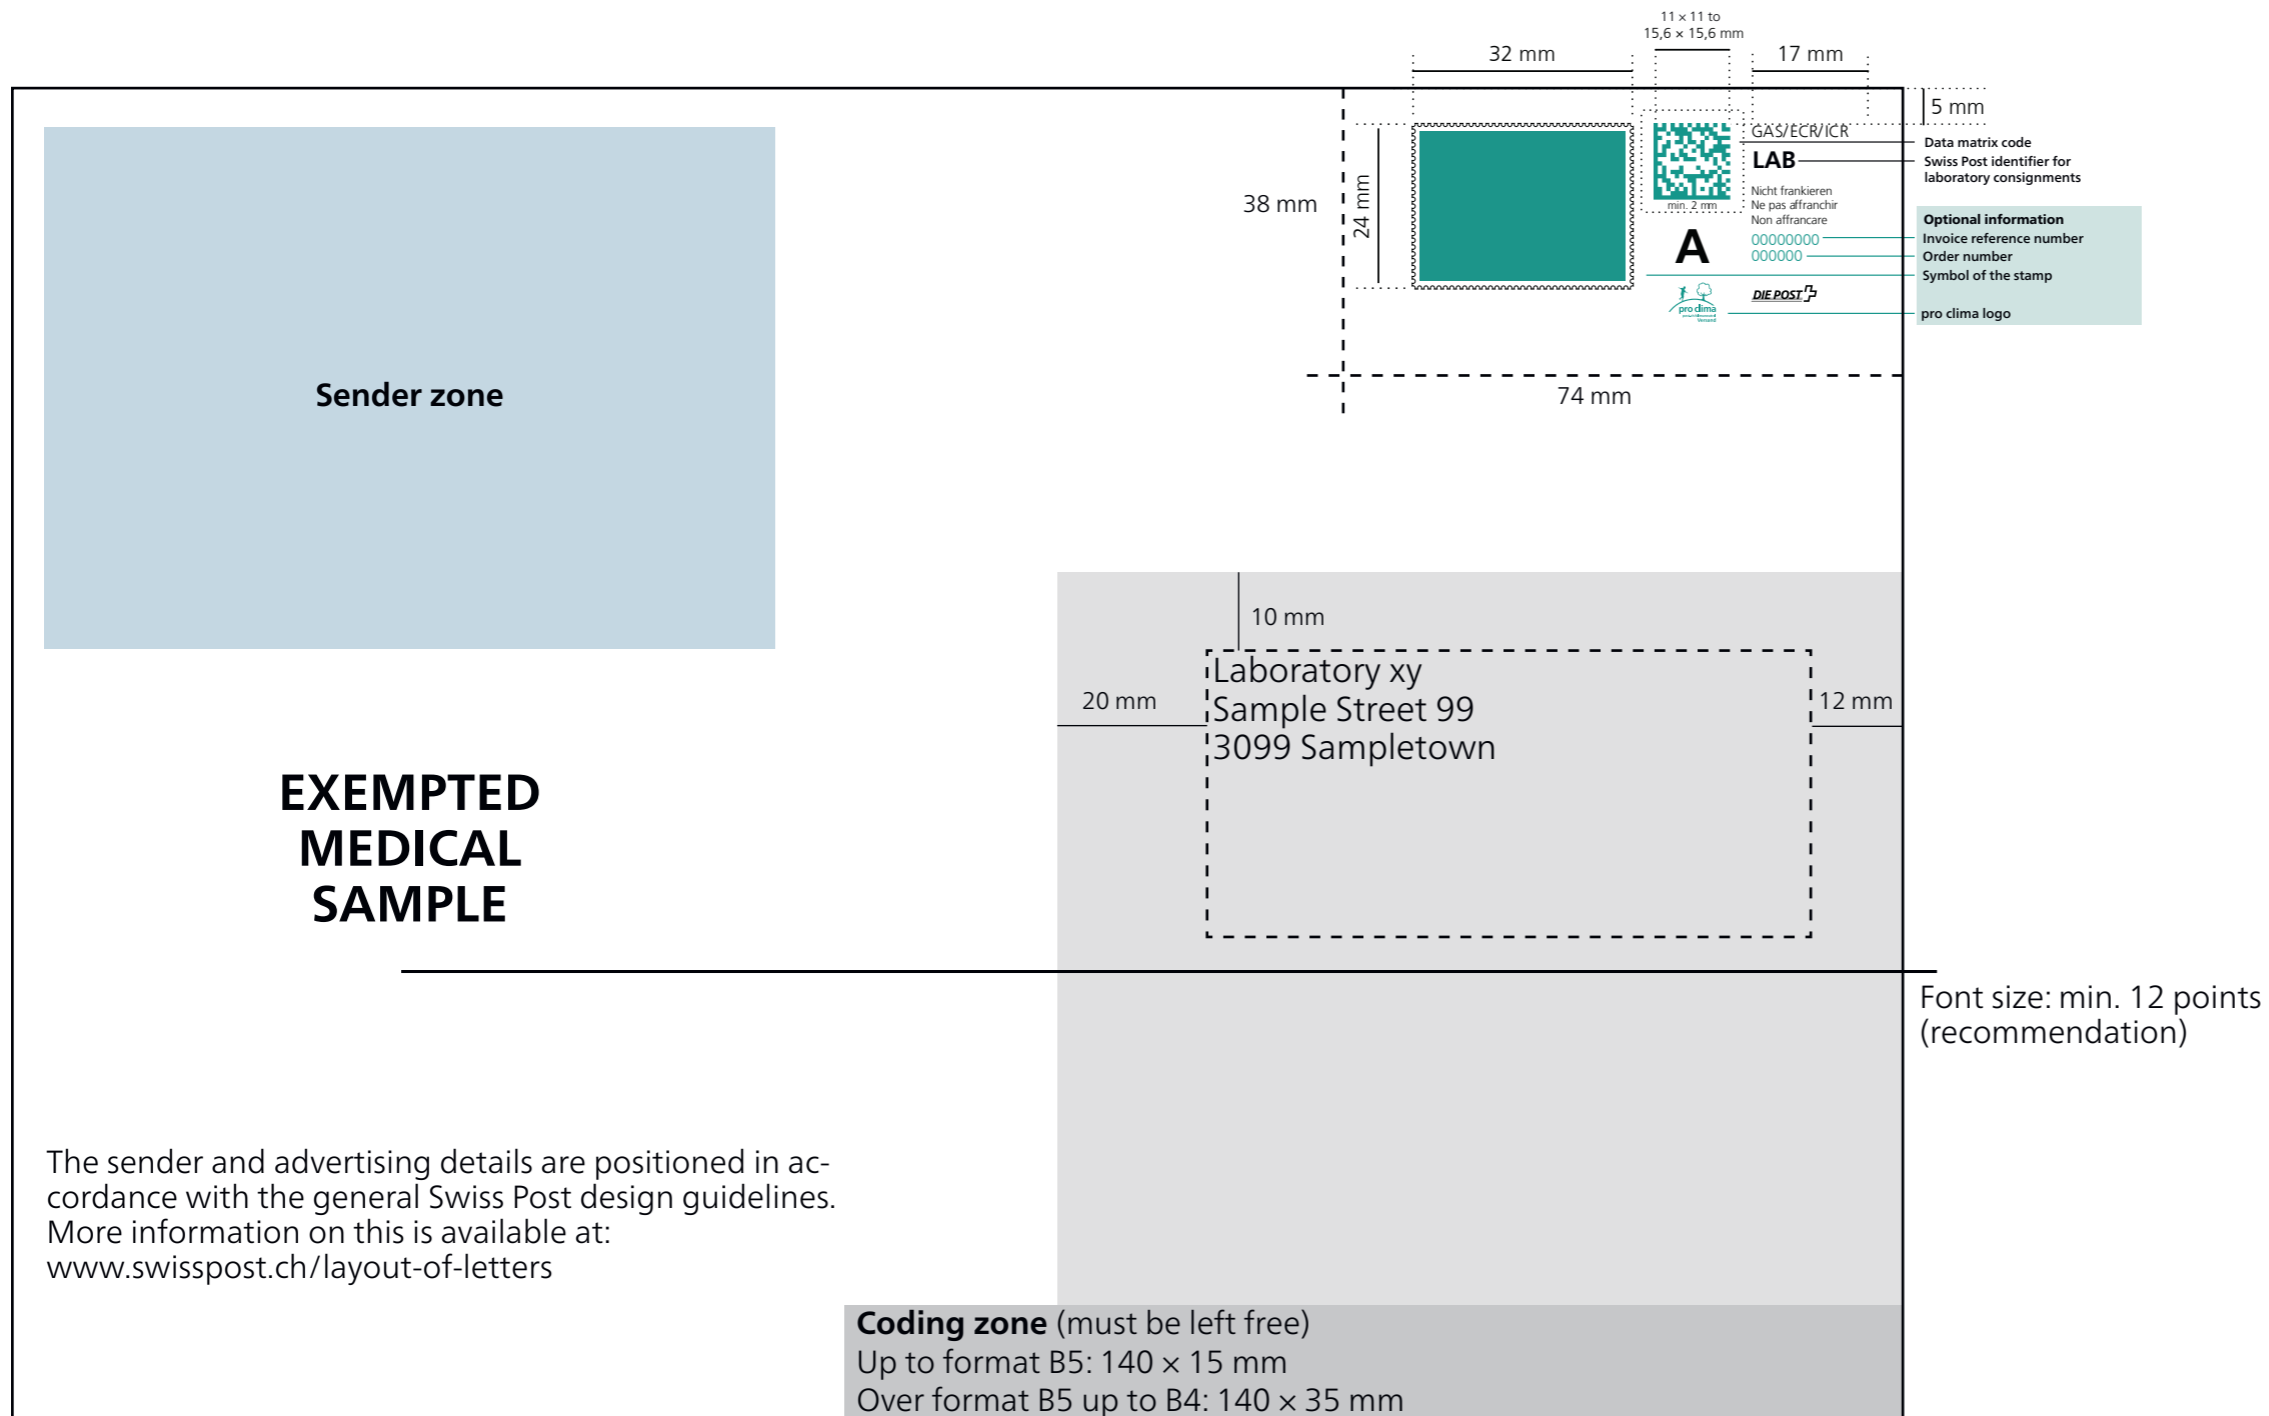 11 × 11 to
15,6 × 15,6 mm
32 mm
17 mm
5 mm
GAS/ECR/ICR
Data matrix code
LAB
Swiss Post identifier for
laboratory consignments
38 mm
24 mm
min. 2 mm
Nicht frankieren
Ne pas affranchir
Non affrancare
Optional information
A
00000000
Invoice reference number
000000
Order number
Symbol of the stamp
DIE POST
pro clima
Versand
pro clima logo
74 mm
Sender zone
10 mm
Laboratory xy
20 mm
Sample Street 99
12 mm
3099 Sampletown
EXEMPTED
MEDICAL
SAMPLE
Font size: min. 12 points
(recommendation)
The sender and advertising details are positioned in ac-
cordance with the general Swiss Post design guidelines.
More information on this is available at:
www.swisspost.ch/layout-of-letters
Coding zone (must be left free)
Up to format B5: 140 × 15 mm
Over format B5 up to B4: 140 × 35 mm